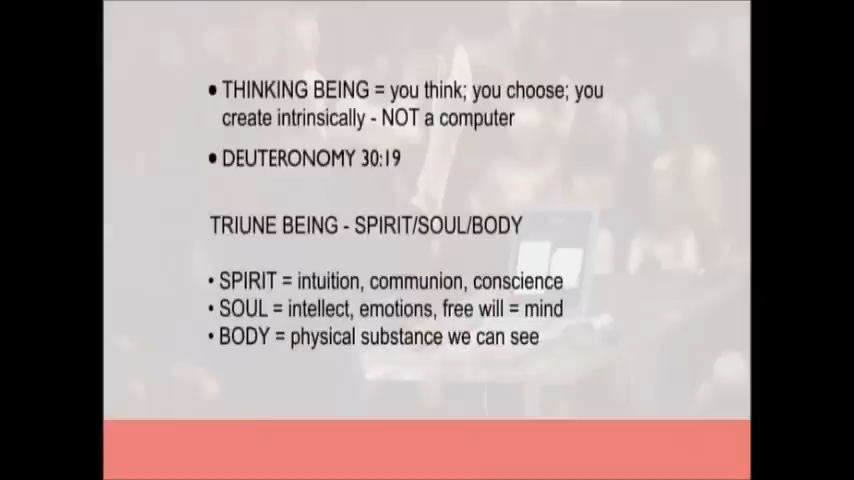 • THINKING BEING = you think; you choose; you
create intrinsically - NOT a computer
• DEUTERONOMY 30:19
TRIUNE BEING - SPIRIT/SOUL/BODY
• SPIRIT = intuition, communion, conscience
• SOUL = intellect, emotions, free will = mind
• BODY = physical substance we can see